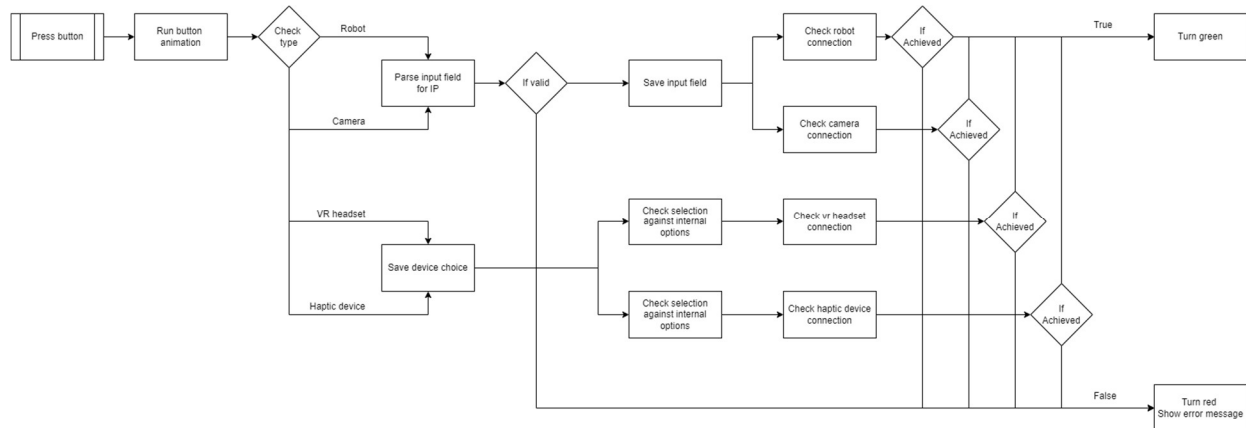 Press button
Run button
animation
Check
type
Robot
Camera
VR headset
Haptic device
Parse input field
for IP
Save device choice
If valid
Save input field
Check selection
against internal
options
Check selection
against internal
options
Check robot
connection
Check camera
connection
Check vr headset
connection
Check haptic device
connection
If
Achieved
If
Achieved
If
Achieved
If
Achieved
True
Turn green
False
Turn red
Show error message